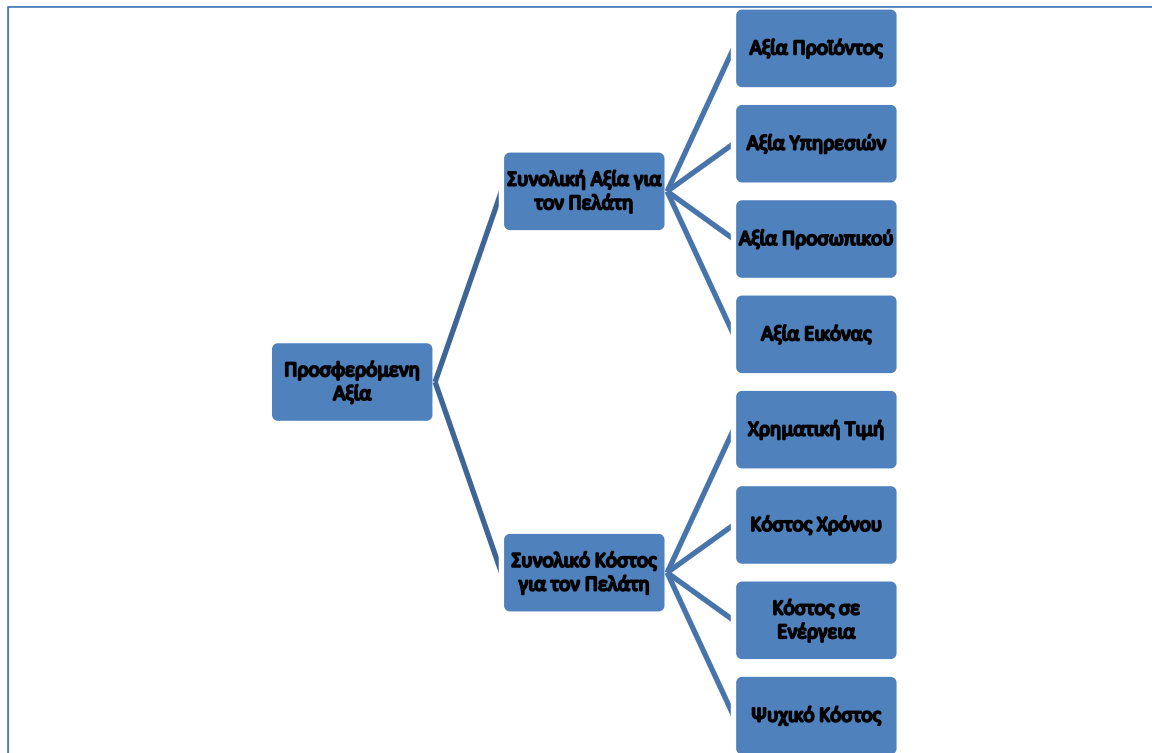 Αξία Προϊόντος
Αξία Υπηρεσιών
Συνολική Αξία για
τον Πελάτη
Αξία Προσωπικού
Αξία Εικόνας
Προσφερόμενη
Αξία
Χρηματική Τιμή
Κόστος Χρόνου
Συνολικό Κόστος
για τον Πελάτη
Κόστος σε
Ενέργεια
Ψυχικό Κόστος